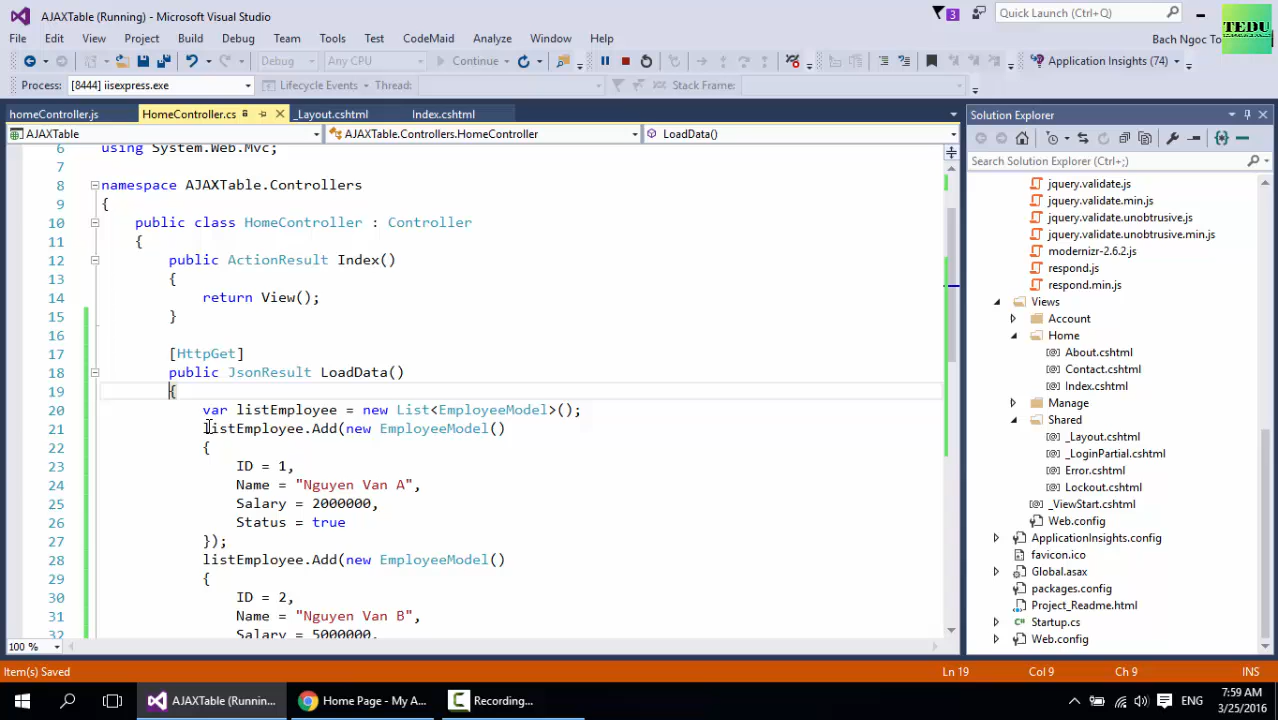 AJAXTable (Running) - Microsoft Visual Studio
3
Quick Launch (Ctrl+Q)
TEDU
File Edit View Project Build Debug Team Tools Test CodeMaid Analyze Window Help
Bach Ngoc To
Debug Any CPU Continue Application Insights (74)
Process: [8444] iisexpress.exe Lifecycle Events Thread: Stack Frame:
homeController.js HomeController.cs _Layout.cshtml Index.cshtml
AJAXTable AJAXTable.Controllers.HomeController LoadData()
6 using System.Web.Mvc;
7
8 namespace AJAXTable.Controllers
9 {
10 public class HomeController : Controller
11 {
12 public ActionResult Index()
13 {
14 return View();
15 }
16
17 [HttpGet]
18 public JsonResult LoadData()
19 {
20 var listEmployee = new List<EmployeeModel>();
21 listEmployee.Add(new EmployeeModel()
22 {
23 ID = 1,
24 Name = "Nguyen Van A",
25 Salary = 2000000,
26 Status = true
27 });
28 listEmployee.Add(new EmployeeModel()
29 {
30 ID = 2,
31 Name = "Nguyen Van B",
32 Salary = 5000000,
100 %
Solution Explorer
Search Solution Explorer (Ctrl+;)
jquery.validate.js
jquery.validate.min.js
jquery.validate.unobtrusive.js
jquery.validate.unobtrusive.min.js
modernizr-2.6.2.js
respond.js
respond.min.js
Views
Account
Home
About.cshtml
Contact.cshtml
Index.cshtml
Manage
Shared
_Layout.cshtml
_LoginPartial.cshtml
Error.cshtml
Lockout.cshtml
_ViewStart.cshtml
Web.config
ApplicationInsights.config
favicon.ico
Global.asax
packages.config
Project_Readme.html
Startup.cs
Web.config
Item(s) Saved Ln 19 Col 9 Ch 9 INS
AJAXTable (Runnin... Home Page - My A... Recording... ENG 7:59 AM
3/25/2016